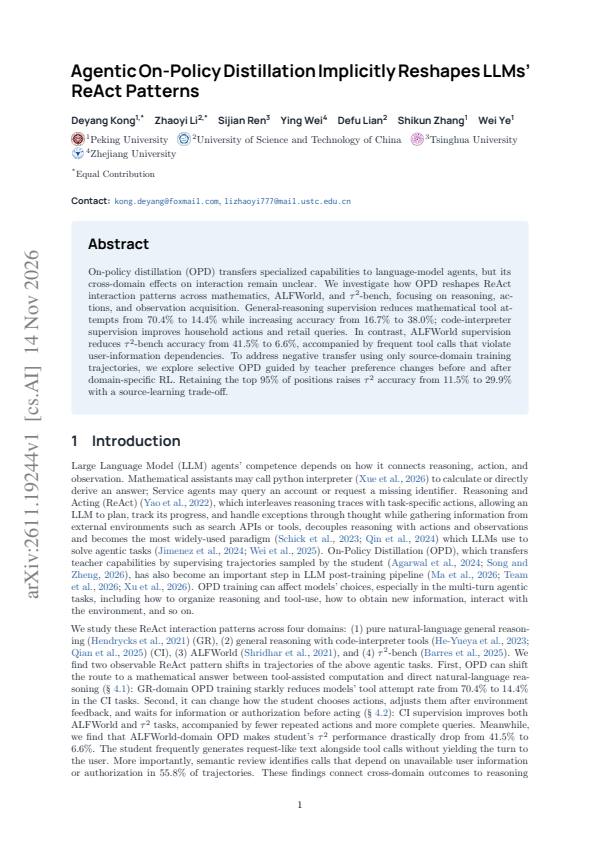 arXiv:2611.19244v1 [cs.AI] 14 Nov 2026
Agentic On-Policy Distillation Implicitly Reshapes LLMs'
ReAct Patterns
Deyang Kong1,* Zhaoyi Li2,* Sijian Ren3 Ying Wei4 Defu Lian2 Shikun Zhang1 Wei Ye1
1Peking University 2University of Science and Technology of China 3Tsinghua University
4Zhejiang University
*Equal Contribution
Contact: kong.deyang@foxmail.com, lizhaoyi777@mail.ustc.edu.cn
Abstract
On-policy distillation (OPD) transfers specialized capabilities to language-model agents, but its
cross-domain effects on interaction remain unclear. We investigate how OPD reshapes ReAct
interaction patterns across mathematics, ALFWorld, and τ²-bench, focusing on reasoning, ac-
tions, and observation acquisition. General-reasoning supervision reduces mathematical tool at-
tempts from 70.4% to 14.4% while increasing accuracy from 16.7% to 38.0%; code-interpreter
supervision improves household actions and retail queries. In contrast, ALFWorld supervision
reduces τ²-bench accuracy from 41.5% to 6.6%, accompanied by frequent tool calls that violate
user-information dependencies. To address negative transfer using only source-domain training
trajectories, we explore selective OPD guided by teacher preference changes before and after
domain-specific RL. Retaining the top 95% of positions raises τ² accuracy from 11.5% to 29.9%
with a source-learning trade-off.
1 Introduction
Large Language Model (LLM) agents' competence depends on how it connects reasoning, action, and
observation. Mathematical assistants may call python interpreter (Xue et al., 2026) to calculate or directly
derive an answer; Service agents may query an account or request a missing identifier. Reasoning and
Acting (ReAct) (Yao et al., 2022), which interleaves reasoning traces with task-specific actions, allowing an
LLM to plan, track its progress, and handle exceptions through thought while gathering information from
external environments such as search APIs or tools, decouples reasoning with actions and observations
and becomes the most widely-used paradigm (Schick et al., 2023; Qin et al., 2024) which LLMs use to
solve agentic tasks (Jimenez et al., 2024; Wei et al., 2025). On-Policy Distillation (OPD), which transfers
teacher capabilities by supervising trajectories sampled by the student (Agarwal et al., 2024; Song and
Zheng, 2026), has also become an important step in LLM post-training pipeline (Ma et al., 2026; Team
et al., 2026; Xu et al., 2026). OPD training can affect models' choices, especially in the multi-turn agentic
tasks, including how to organize reasoning and tool-use, how to obtain new information, interact with
the environment, and so on.
We study these ReAct interaction patterns across four domains: (1) pure natural-language general reason-
ing (Hendrycks et al., 2021) (GR), (2) general reasoning with code-interpreter tools (He-Yueya et al., 2023;
Qian et al., 2025) (CI), (3) ALFWorld (Shridhar et al., 2021), and (4) τ²-bench (Barres et al., 2025). We
find two observable ReAct pattern shifts in trajectories of the above agentic tasks. First, OPD can shift
the route to a mathematical answer between tool-assisted computation and direct natural-language rea-
soning (§ 4.1): GR-domain OPD training starkly reduces models' tool attempt rate from 70.4% to 14.4%
in the CI tasks. Second, it can change how the student chooses actions, adjusts them after environment
feedback, and waits for information or authorization before acting (§ 4.2): CI supervision improves both
ALFWorld and τ² tasks, accompanied by fewer repeated actions and more complete queries. Meanwhile,
we find that ALFWorld-domain OPD makes student's τ² performance drastically drop from 41.5% to
6.6%. The student frequently generates request-like text alongside tool calls without yielding the turn to
the user. More importantly, semantic review identifies calls that depend on unavailable user information
or authorization in 55.8% of trajectories. These findings connect cross-domain outcomes to reasoning
1